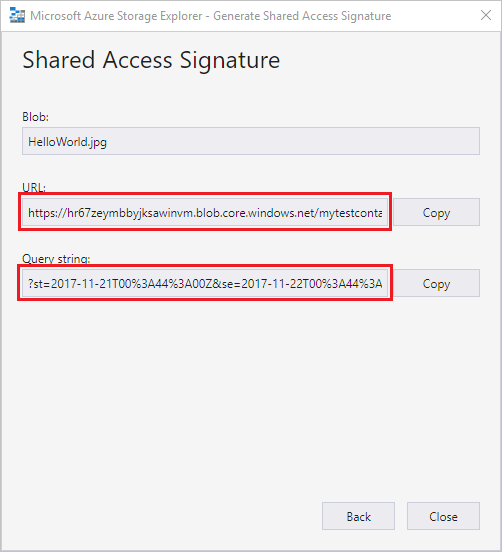 Microsoft Azure Storage Explorer - Generate Shared Access Signature
Shared Access Signature
Blob:
HelloWorld.jpg
URL:
https://hr67zeymbbyjksawinvm.blob.core.windows.net/mytestconta
Copy
Query string:
?st=2017-11-21T00%3A44%3A00Z&se=2017-11-22T00%3A44%3A
Copy
Back
Close